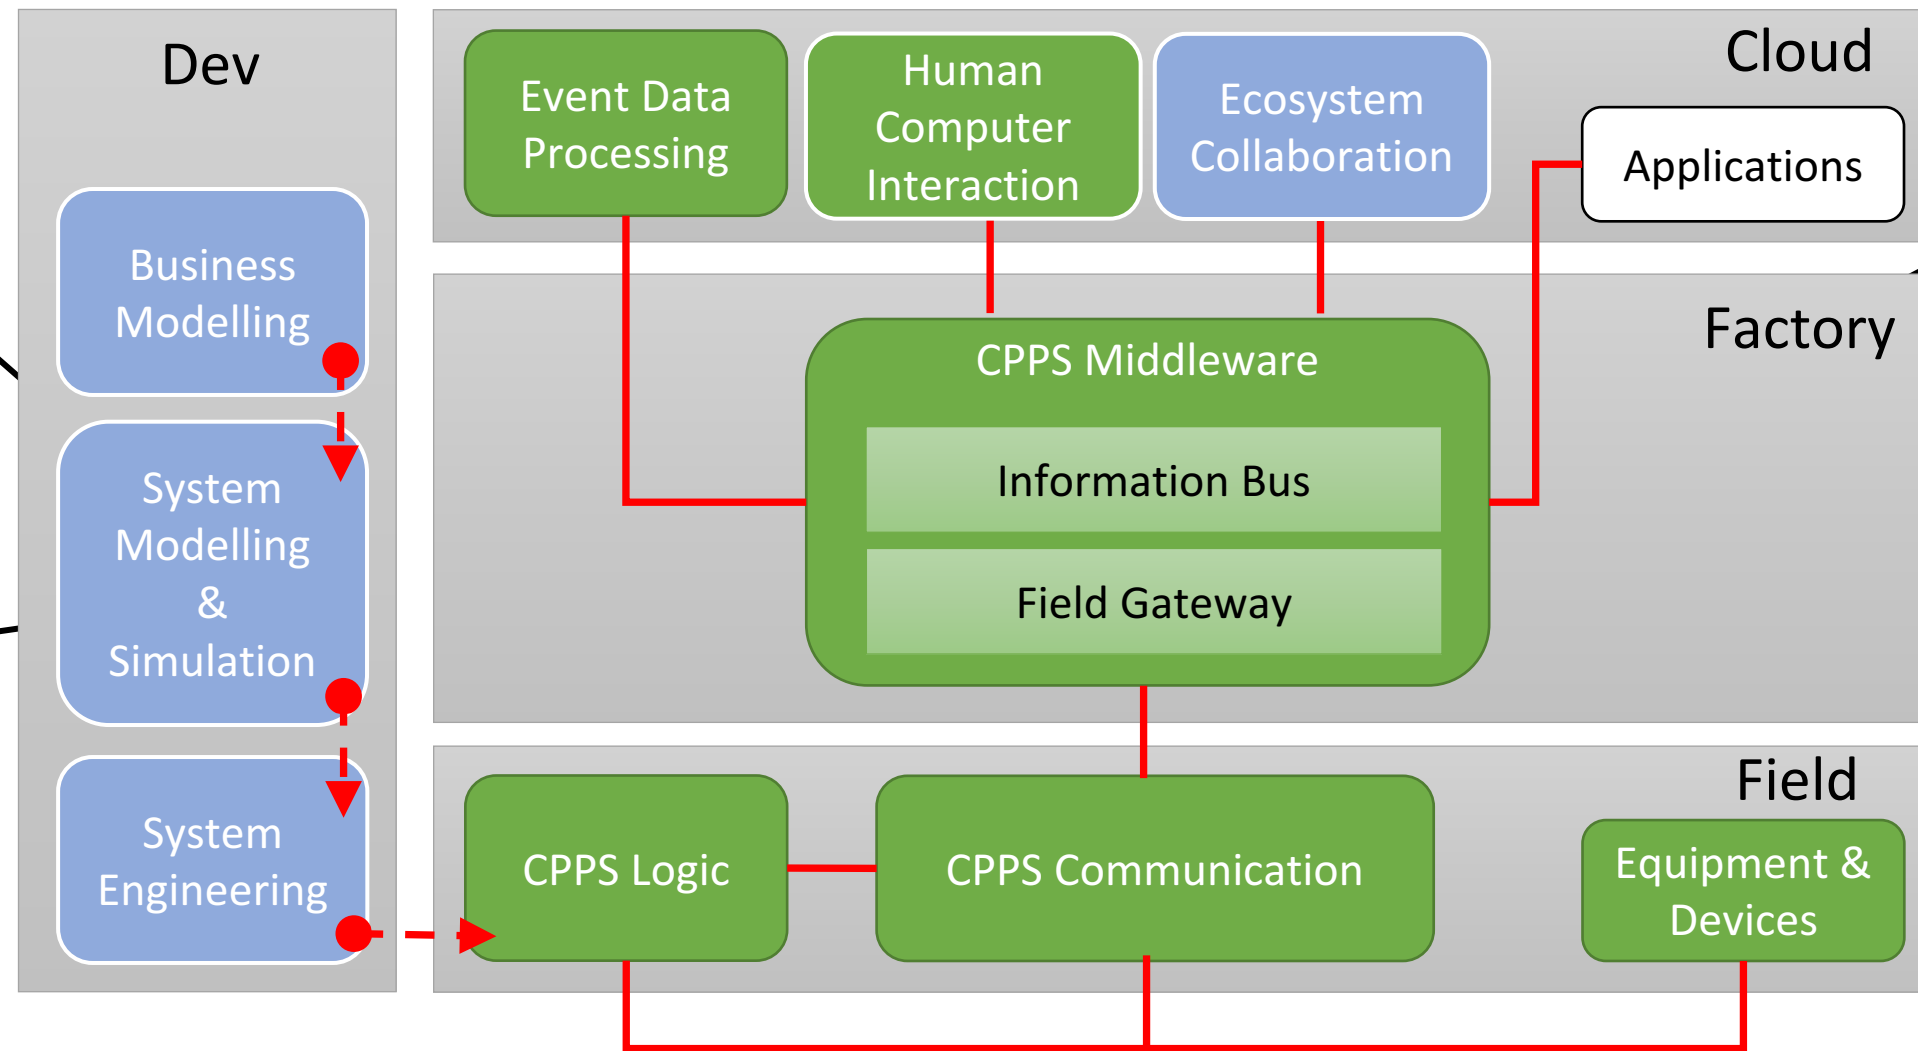 Dev
Business
Modelling
System
Modelling
&
Simulation
System
Engineering
Cloud
Event Data
Processing
Human
Computer
Interaction
Ecosystem
Collaboration
Applications
Factory
CPPS Middleware
Information Bus
Field Gateway
Field
CPPS Logic
CPPS Communication
Equipment &
Devices